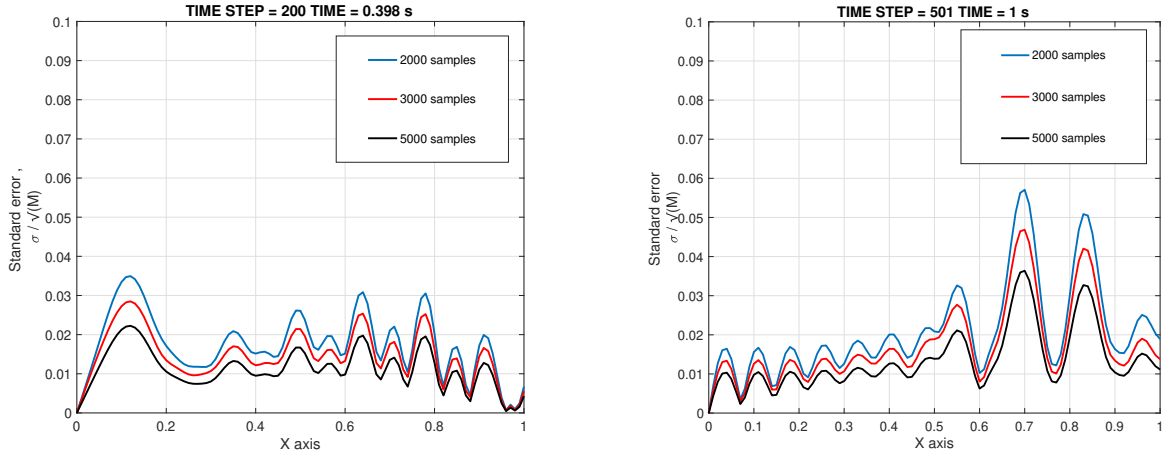 TIME STEP = 200 TIME = 0.398 s
0.1
0.09
0.08
0.07
0.06
0.05
0.04
0.03
0.02
0.01
0
Standard error ,
σ / √(M)
2000 samples
3000 samples
5000 samples
0 0.2 0.4 0.6 0.8 1
X axis
TIME STEP = 501 TIME = 1 s
0.1
0.09
0.08
0.07
0.06
0.05
0.04
0.03
0.02
0.01
0
Standard error
σ / √(M)
2000 samples
3000 samples
5000 samples
0 0.1 0.2 0.3 0.4 0.5 0.6 0.7 0.8 0.9 1
X axis